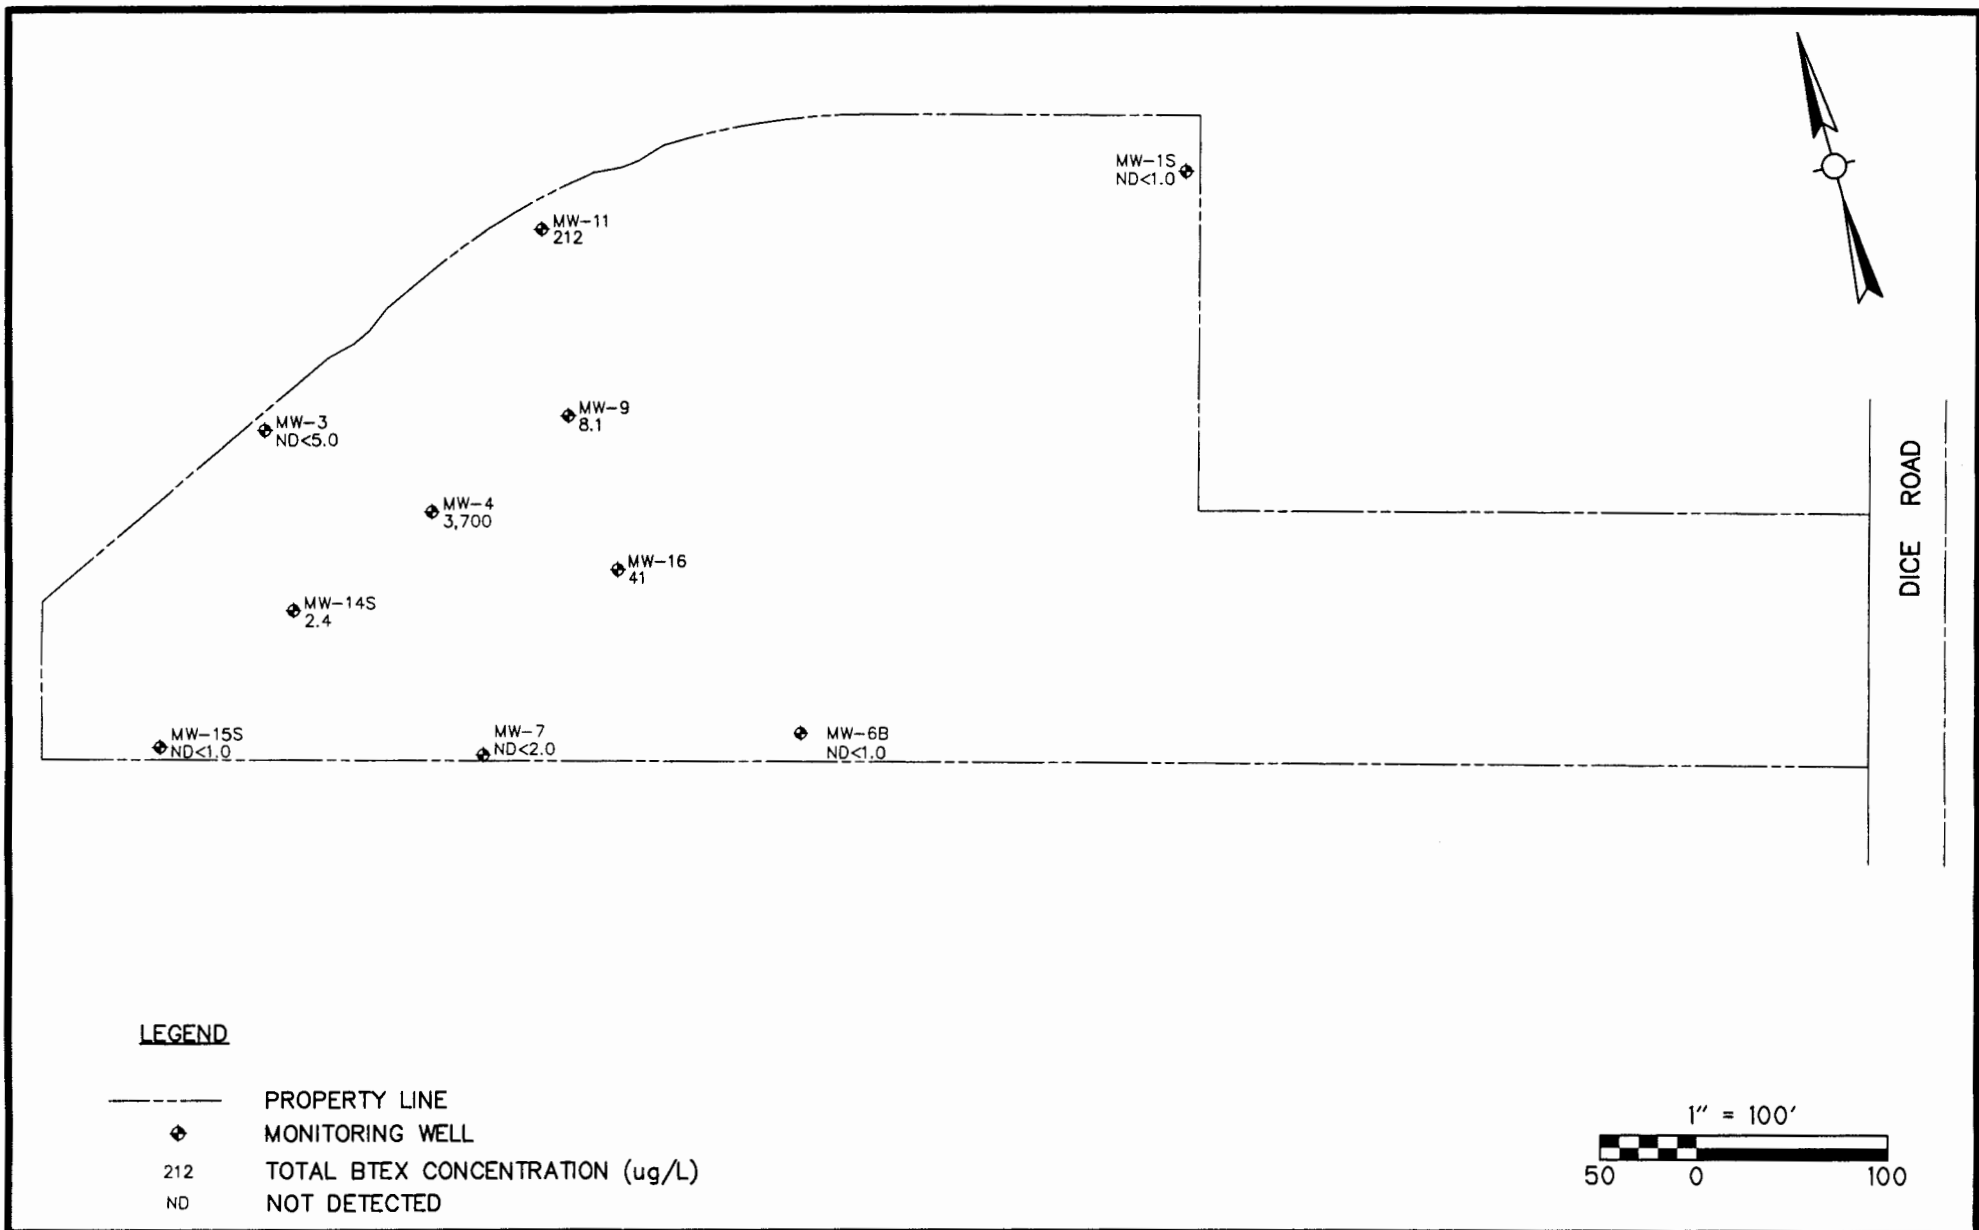 MW-1S
ND<1.0
MW-11
212
MW-9
8.1
MW-3
ND<5.0
MW-4
3,700
MW-16
41
MW-14S
2.4
MW-15S
ND<1.0
MW-7
ND<2.0
MW-6B
ND<1.0
DICE ROAD
LEGEND
PROPERTY LINE
MONITORING WELL
212 TOTAL BTEX CONCENTRATION (ug/L)
ND NOT DETECTED
1" = 100'
50 0 100